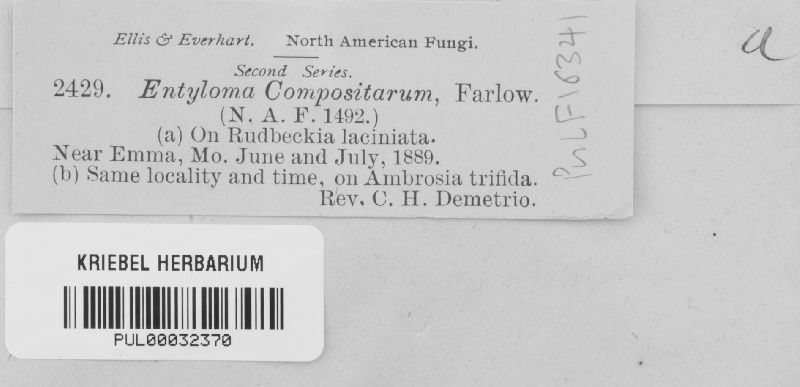 Ellis & Everhart. North American Fungi.
Second Series.
2429. Entyloma Compositarum, Farlow.
(N. A. F. 1492.)
(a) On Rudbeckia laciniata.
Near Emma, Mo. June and July, 1889.
(b) Same locality and time, on Ambrosia trifida.
Rev. C. H. Demetrio.
PULF16341
a
KRIEBEL HERBARIUM
PUL00032370